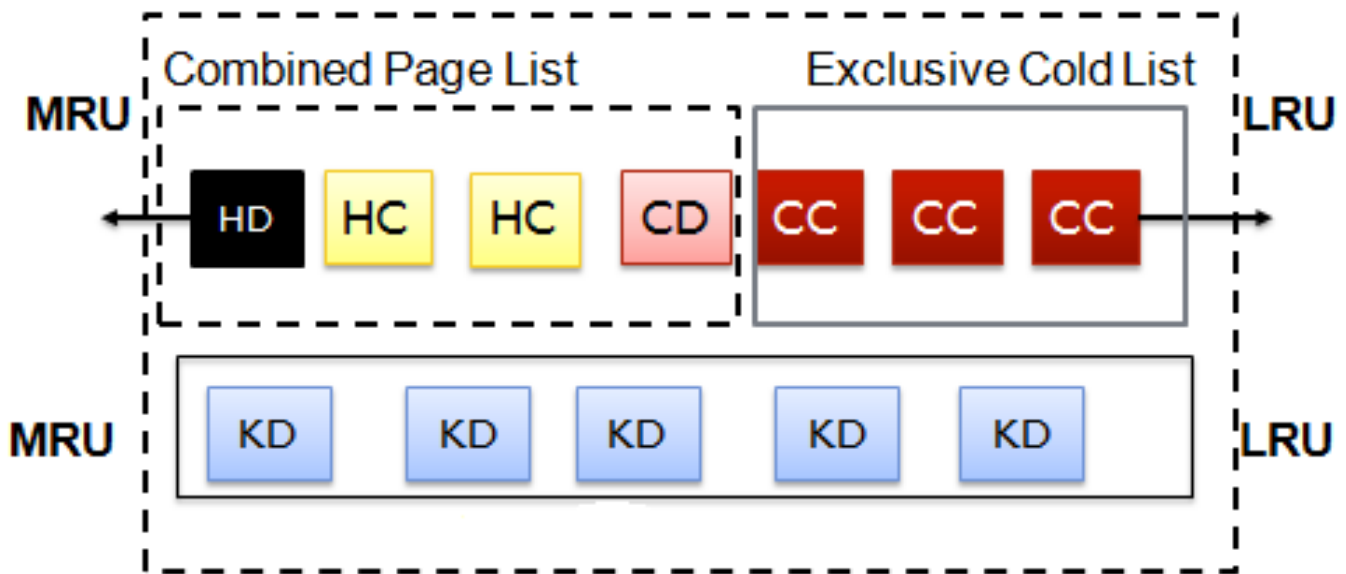 Combined Page List Exclusive Cold List
MRU LRU
HD HC HC CD CC CC CC
MRU KD KD KD KD KD LRU